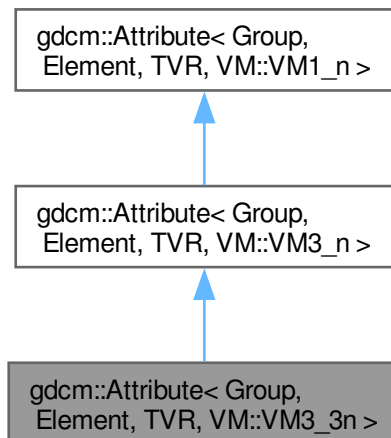 gdcm::Attribute< Group,
Element, TVR, VM::VM1_n >
gdcm::Attribute< Group,
Element, TVR, VM::VM3_n >
gdcm::Attribute< Group,
Element, TVR, VM::VM3_3n >